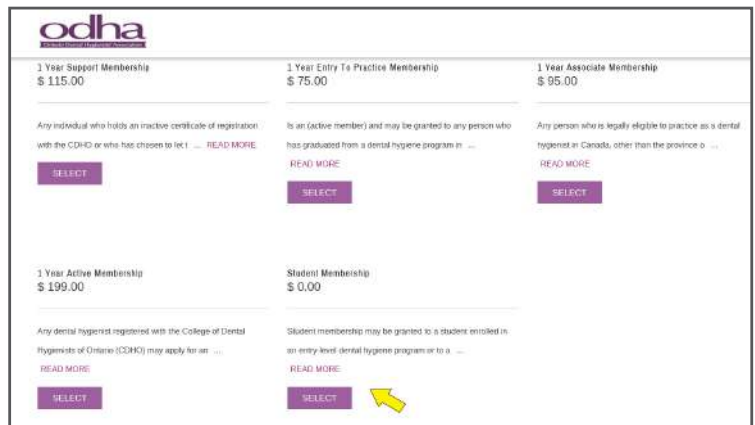 odha
Ontario Dental Hygienists' Association
1 Year Support Membership
$ 115.00
Any individual who holds an inactive certificate of registration
with the CDHO or who has chosen to let t ... READ MORE
SELECT
1 Year Entry To Practice Membership
$ 75.00
Is an (active member) and may be granted to any person who
has graduated from a dental hygiene program in ...
READ MORE
SELECT
1 Year Associate Membership
$ 95.00
Any person who is legally eligible to practice as a dental
hygienist in Canada, other than the province o ...
READ MORE
SELECT
1 Year Active Membership
$ 199.00
Any dental hygienist registered with the College of Dental
Hygienists of Ontario (CDHO) may apply for an ...
READ MORE
SELECT
Student Membership
$ 0.00
Student membership may be granted to a student enrolled in
an entry-level dental hygiene program or to a ...
READ MORE
SELECT